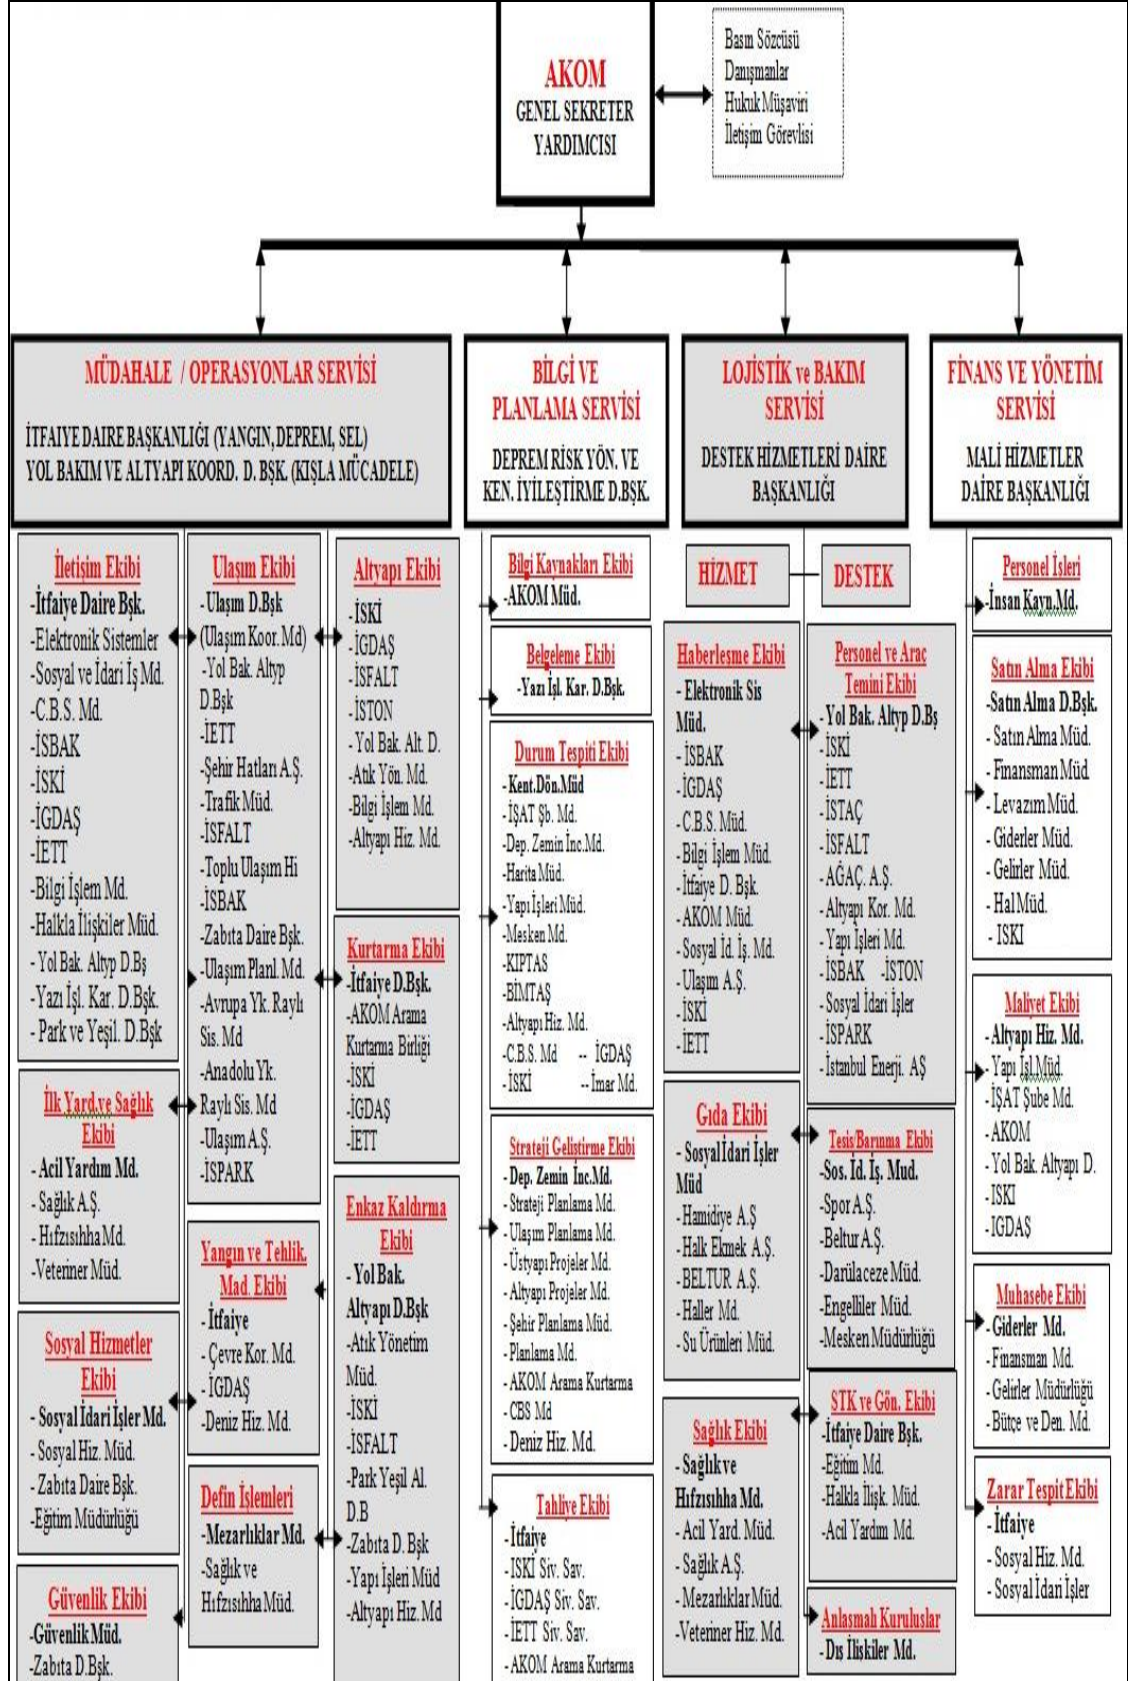 AKOM
GENEL SEKRETER
YARDIMCISI
Basın Sözcüsü
Danışmanlar
Hukuk Müşaviri
İletişim Görevlisi
MÜDAHALE / OPERASYONLAR SERVİSİ
İTFAİYE DAİRE BAŞKANLIĞI (YANGIN, DEPREM, SEL)
YOL BAKIM VE ALTYAPI KOORD. D. BŞK. (KIŞLA MÜCADELE)
BİLGİ VE
PLANLAMA SERVİSİ
DEPREM RİSK YÖN. VE
KEN. İYİLEŞTİRME D.BŞK.
LOJİSTİK ve BAKIM
SERVİSİ
DESTEK HİZMETLERİ DAİRE
BAŞKANLIĞI
FİNANS VE YÖNETİM
SERVİSİ
MALİ HİZMETLER
DAİRE BAŞKANLIĞI
İletişim Ekibi
-İtfaiye Daire Bşk.
-Elektronik Sistemler
-Sosyal ve İdari İş Md.
-C.B.S. Md.
-İSBAK
-İSKİ
-İGDAŞ
-İETT
-Bilgi İşlem Md.
-Halkla İlişkiler Müd.
- Yol Bak. Altyp D.Bş
-Yazı İşl. Kar. D.Bşk.
- Park ve Yeşil. D.Bşk
İlk Yard.ve Sağlık
Ekibi
- Acil Yardım Md.
- Sağlık A.Ş.
- Hıfzısıhha Md.
-Veteriner Müd.
Sosyal Hizmetler
Ekibi
- Sosyal İdari İşler Md.
- Sosyal Hiz. Müd.
- Zabıta Daire Bşk.
-Eğitim Müdürlüğü
Güvenlik Ekibi
-Güvenlik Müd.
-Zabıta D.Bşk.
Ulaşım Ekibi
- Ulaşım D.Bşk
(Ulaşım Koor. Md)
-Yol Bak. Altyp
D.Bşk
-İETT
-Şehir Hatları A.Ş.
-Trafik Müd.
-İSFALT
-Toplu Ulaşım Hi
-İSBAK
-Zabıta Daire Bşk.
-Ulaşım Planl. Md.
-Avrupa Yk. Raylı
Sis. Md
-Anadolu Yk.
Raylı Sis. Md
-Ulaşım A.Ş.
-İSPARK
Yangın ve Tehlik.
Mad. Ekibi
- İtfaiye
- Çevre Kor. Md.
- İGDAŞ
-Deniz Hiz. Md.
Defin İşlemleri
-Mezarlıklar Md.
-Sağlık ve
Hıfzısıhha Müd.
Altyapı Ekibi
-İSKİ
-İGDAŞ
-İSFALT
-İSTON
- Yol Bak. Alt. D.
- Atık Yön. Md.
-Bilgi İşlem Md.
-Altyapı Hiz. Md
Kurtarma Ekibi
-İtfaiye D.Bşk.
-AKOM Arama
Kurtarma Birliği
-İSKİ
-İGDAŞ
-İETT
Enkaz Kaldırma
Ekibi
- Yol Bak.
Altyapı D.Bşk
-Atık Yönetim
Müd.
-İSKİ
-İSFALT
-Park Yeşil Al.
D.B
-Zabıta D. Bşk
-Yapı İşleri Müd
-Altyapı Hiz. Md
Bilgi Kaynakları Ekibi
-AKOM Müd.
Belgeleme Ekibi
-Yazı İşl. Kar. D.Bşk.
Durum Tespiti Ekibi
- Kent.Dön.Müd
- İŞAT Şb. Md.
-Dep. Zemin İnc.Md.
-Harita Müd.
-Yapı İşleri Müd.
-Mesken Md.
-KIPTAS
-BİMTAŞ
-Altyapı Hiz. Md.
-C.B.S. Md -- İGDAŞ
- İSKİ --İmar Md.
Strateji Geliştirme Ekibi
- Dep. Zemin İnc.Md.
- Strateji Planlama Md.
- Ulaşım Planlama Md.
- Üstyapı Projeler Md.
- Altyapı Projeler Md.
- Şehir Planlama Müd.
- Planlama Md.
- AKOM Arama Kurtarma
- CBS Md
- Deniz Hiz. Md.
Tahliye Ekibi
- İtfaiye
- ISKİ Siv. Sav.
- İGDAŞ Siv. Sav.
- İETT Siv. Sav.
- AKOM Arama Kurtarma
HİZMET
DESTEK
Haberleşme Ekibi
- Elektronik Sis
Müd.
- İSBAK
- İGDAŞ
- C.B.S. Müd.
- Bilgi İşlem Müd.
- İtfaiye D. Bşk.
- AKOM Müd.
- Sosyal İd. İş. Md.
- Ulaşım A.Ş.
- İSKİ
- İETT
Gıda Ekibi
- Sosyal İdari İşler
Müd
- Hamidiye A.Ş
- Halk Ekmek A.Ş.
- BELTUR A.Ş.
- Haller Md.
- Su Ürünleri Müd.
Sağlık Ekibi
- Sağlık ve
Hıfzısıhha Md.
- Acil Yard. Müd.
- Sağlık A.Ş.
- Mezarlıklar Müd.
-Veteriner Hiz. Md.
Personel ve Araç
Temini Ekibi
- Yol Bak. Altyp D.Bş
- İSKİ
- İETT
- İSTAÇ
- İSFALT
- AĞAÇ. A.Ş.
- Altyapı Kor. Md.
- Yapı İşleri Md.
- İSBAK -İSTON
- Sosyal İdari İşler
- İSPARK
- İstanbul Enerji. AŞ
Tesis/Barınma Ekibi
-Sos. İd. İş. Mud.
-Spor A.Ş.
-Beltur A.Ş.
-Darülaceze Müd.
-Engelliler Müd.
-Mesken Müdürlüğü
STK ve Gön. Ekibi
-İtfaiye Daire Bşk.
-Eğitim Md.
-Halkla İlişk. Müd.
-Acil Yardım Md.
Anlaşmalı Kuruluslar
- Dış İlişkiler Md.
Personel İşleri
-İnsan Kayn.Md.
Satın Alma Ekibi
-Satın Alma D.Bşk.
- Satın Alma Müd.
- Finansman Müd.
- Levazım Müd.
- Giderler Müd.
- Gelirler Müd.
- Hal Müd.
- ISKI
Maliyet Ekibi
- Altyapı Hiz. Md.
- Yapı İşl.Müd.
- İŞAT Şube Md.
- AKOM
- Yol Bak. Altyapı D.
- ISKI
- IGDAŞ
Muhasebe Ekibi
- Giderler Md.
- Finansman Md.
- Gelirler Müdürlüğü
- Bütçe ve Den. Md.
Zarar Tespit Ekibi
- İtfaiye
- Sosyal Hiz. Md.
- Sosyal İdari İşler